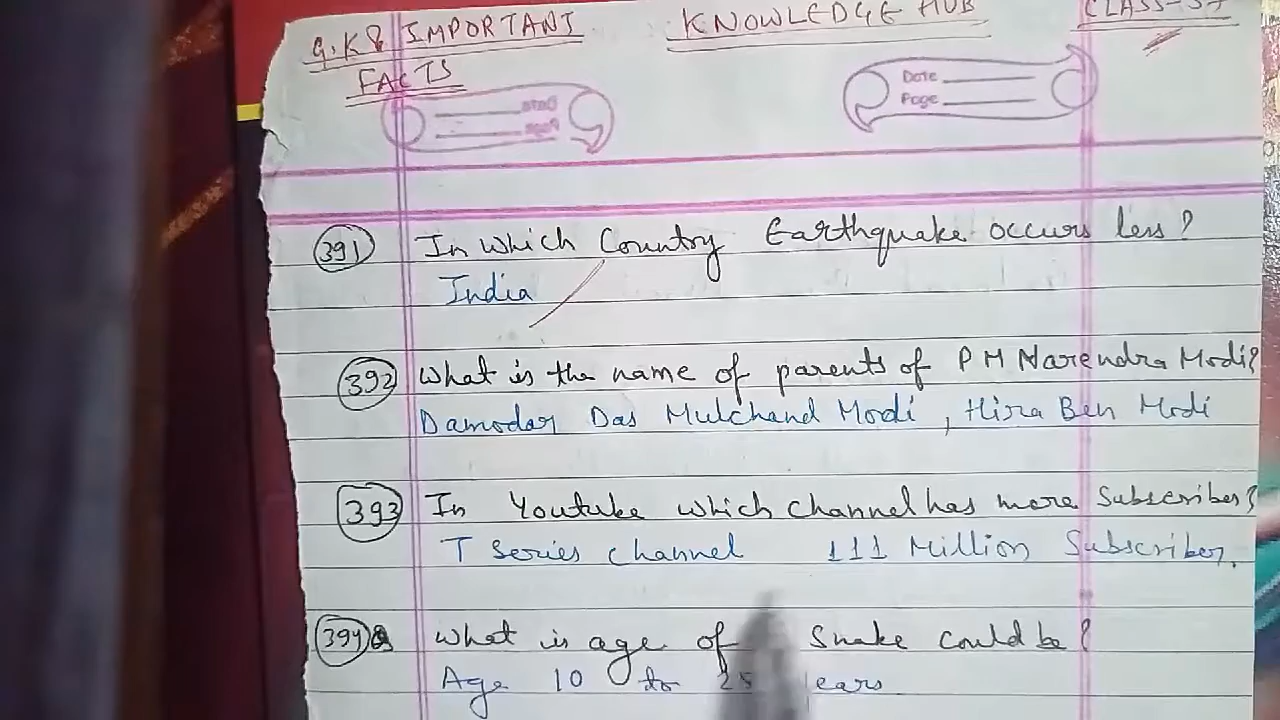 G.K & IMPORTANT KNOWLEDGE HUB
FACTS
Date
Page
391 In which Country Earthquake occurs less?
India
392 What is the name of parents of PM Narendra Modi?
Damodar Das Mulchand Modi, Hira Ben Modi
393 In Youtube which channel has more Subscriber?
T Series channel 111 Million Subscriber.
394 What is age of Snake could be?
Age 10 to 25 ears